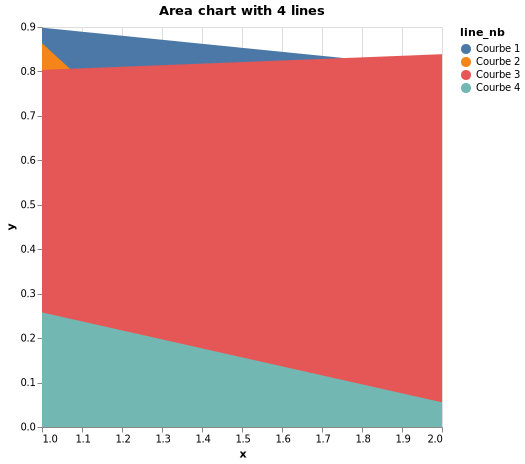 Area chart with 4 lines
line_nb
Courbe 1
Courbe 2
Courbe 3
Courbe 4
y
0.9
0.8
0.7
0.6
0.5
0.4
0.3
0.2
0.1
0.0
1.0 1.1 1.2 1.3 1.4 1.5 1.6 1.7 1.8 1.9 2.0
x